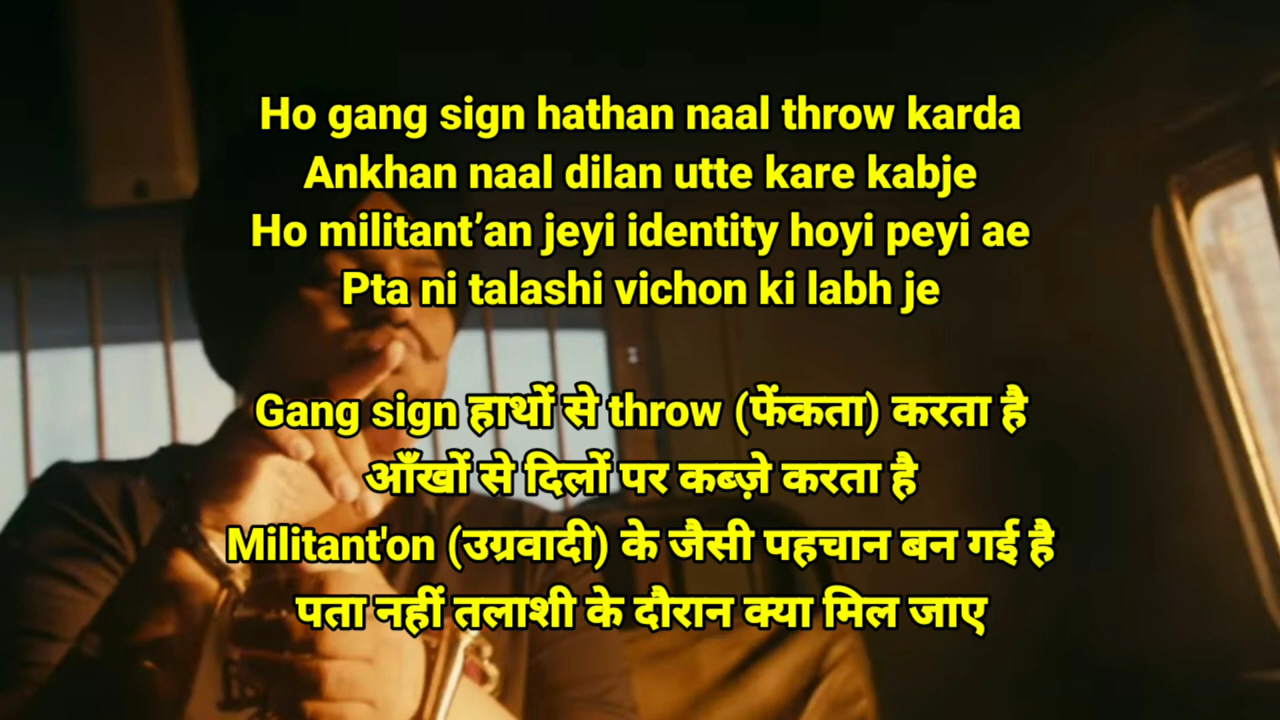 Ho gang sign hathan naal throw karda
Ankhan naal dilan utte kare kabje
Ho militant’an jeyi identity hoyi peyi ae
Pta ni talashi vichon ki labh je
Gang sign हाथों से throw (फेंकता) करता है
आँखों से दिलों पर कब्ज़े करता है
Militant'on (उग्रवादी) के जैसी पहचान बन गई है
पता नहीं तलाशी के दौरान क्या मिल जाए